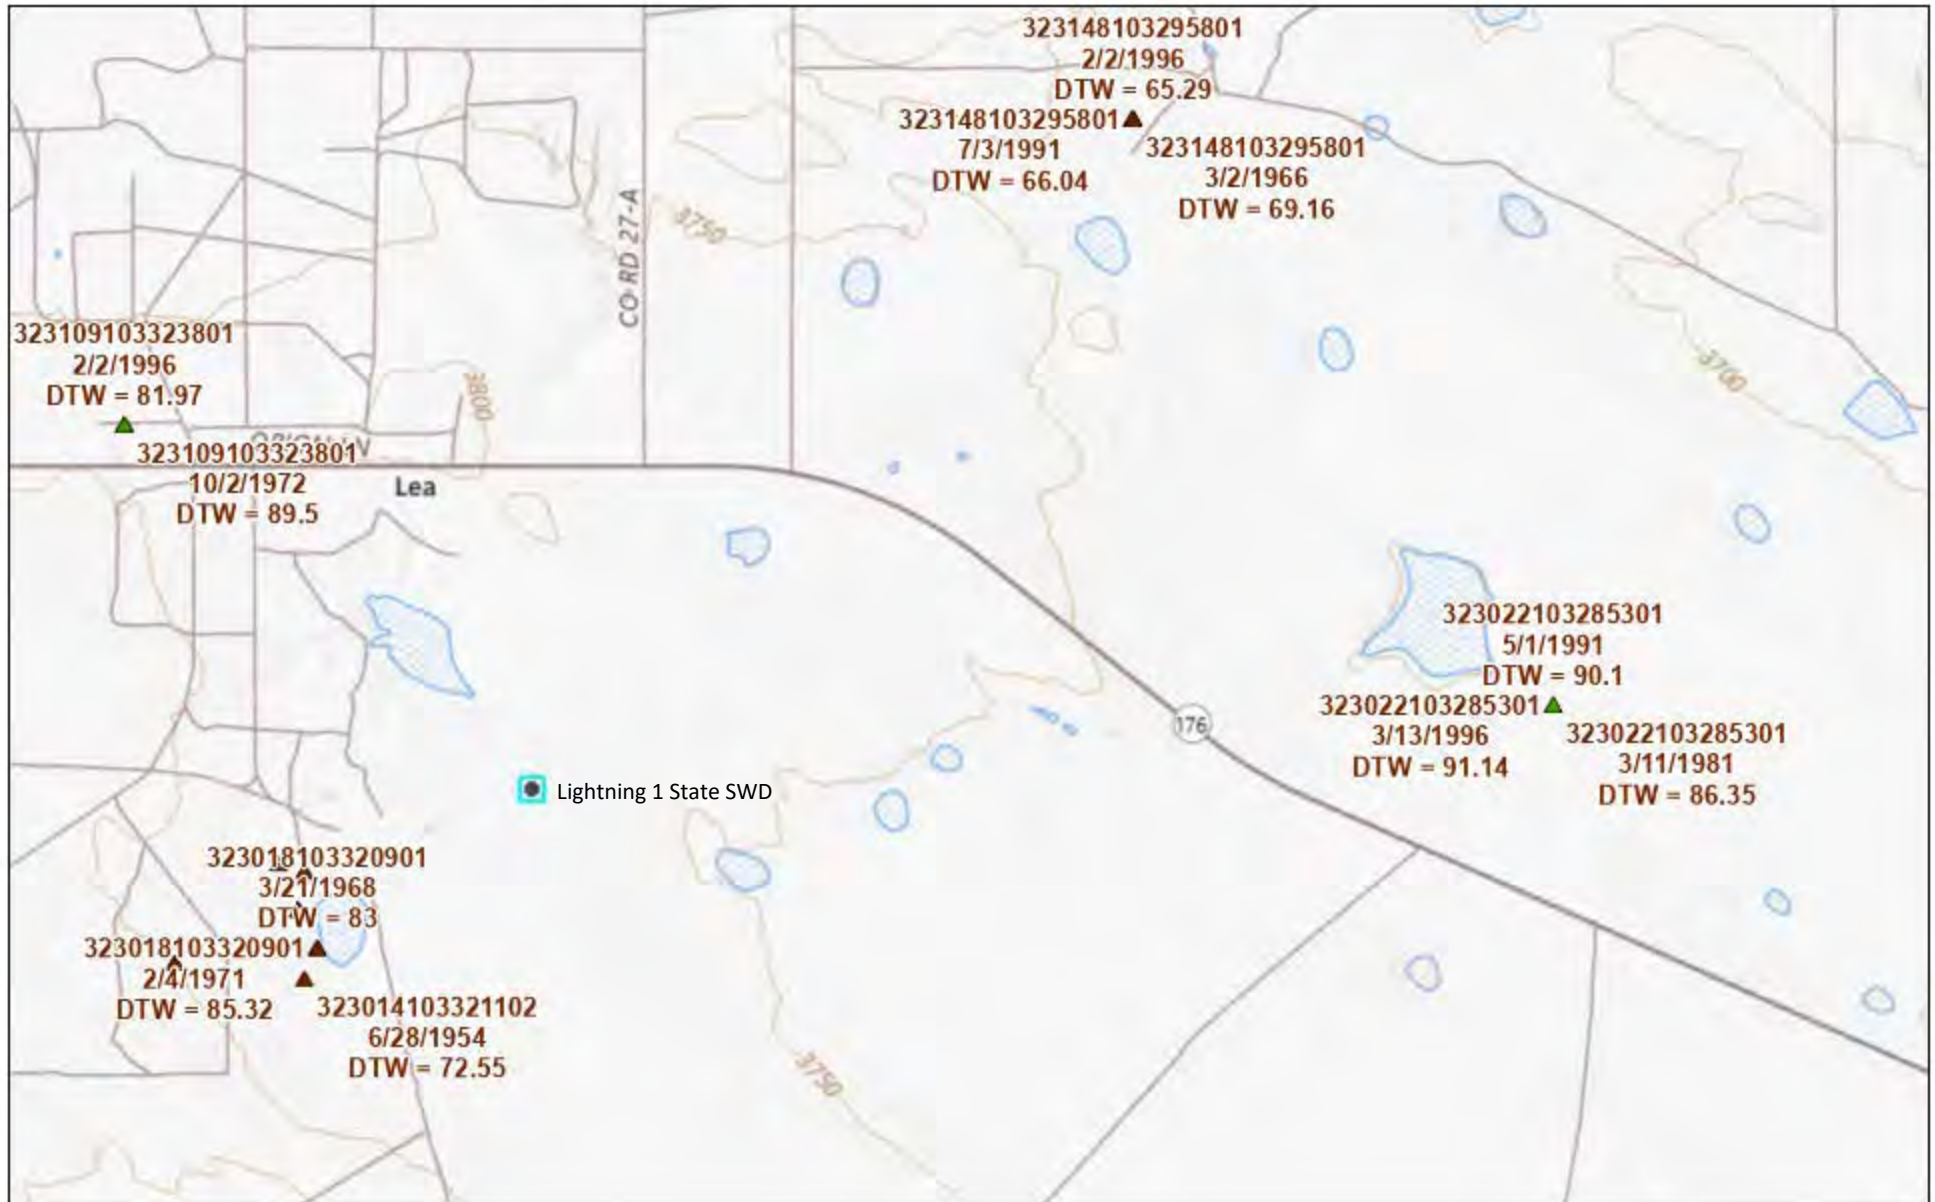 323148103295801
2/2/1996
DTW = 65.29
323148103295801
7/3/1991
DTW = 66.04
323148103295801
3/2/1966
DTW = 69.16
CO RD 27-A
3750
323109103323801
2/2/1996
DTW = 81.97
3800
3700
323109103323801
10/2/1972
DTW = 89.5
Lea
323022103285301
5/1/1991
DTW = 90.1
323022103285301
3/13/1996
DTW = 91.14
176
323022103285301
3/11/1981
DTW = 86.35
Lightning 1 State SWD
323018103320901
3/21/1968
DTW = 83
323018103320901
2/4/1971
DTW = 85.32
323014103321102
6/28/1954
DTW = 72.55
3750